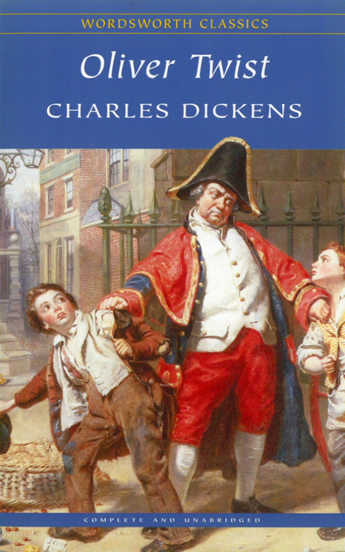 WORDSWORTH CLASSICS
Oliver Twist
CHARLES DICKENS
COMPLETE AND UNABRIDGED